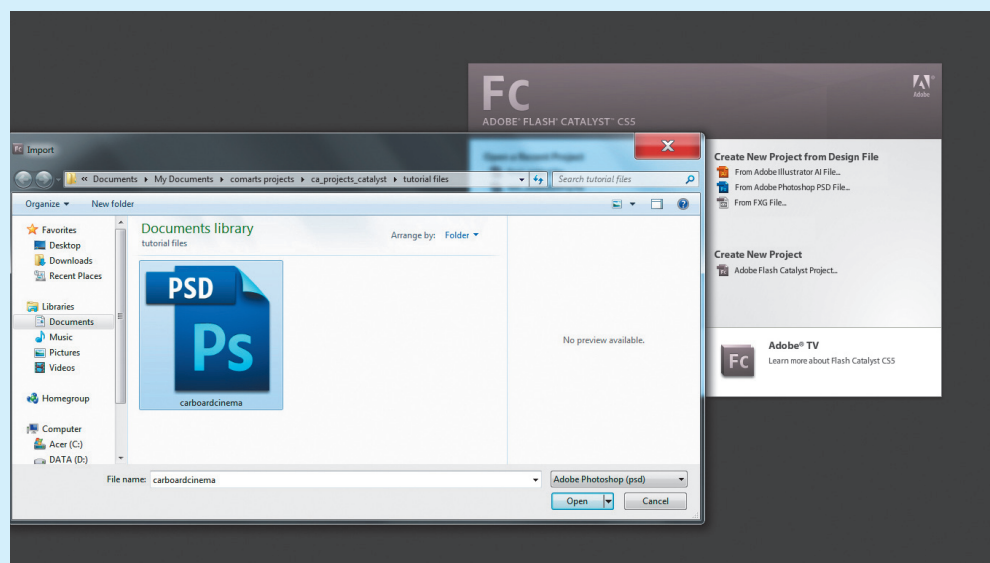 Fc
ADOBE® FLASH® CATALYST™ CS5
Adobe
Create New Project from Design File
From Adobe Illustrator AI File...
From Adobe Photoshop PSD File...
From FXG File...
Create New Project
Adobe Flash Catalyst Project...
Fc
Adobe® TV
Learn more about Flash Catalyst CS5
Import
« Documents My Documents comarts projects ca_projects_catalyst tutorial files
Search tutorial files
Organize New folder
Favorites
Desktop
Downloads
Recent Places
Libraries
Documents
Music
Pictures
Videos
Homegroup
Computer
Acer (C:)
DATA (D:)
Documents library
tutorial files
Arrange by: Folder
PSD
Ps
carboardcinema
No preview available.
File name: carboardcinema
Adobe Photoshop (psd)
Open
Cancel